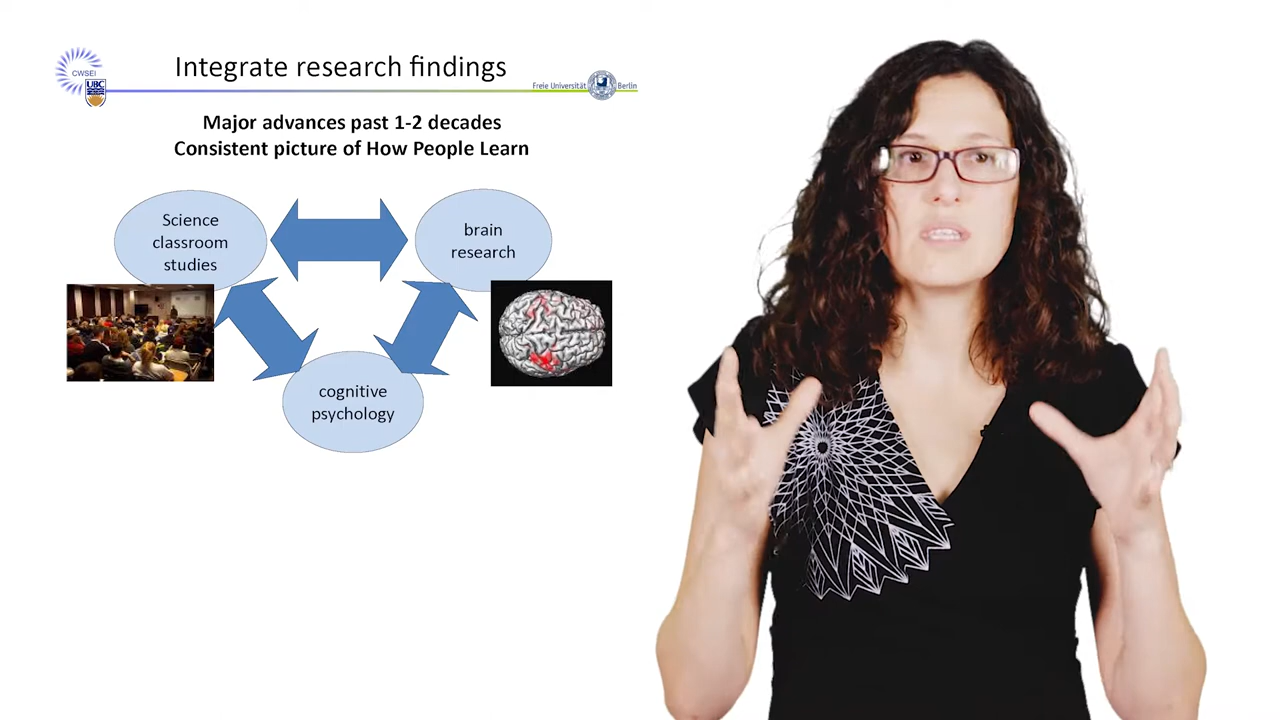 CWSEI
UBC
Integrate research findings
Freie Universität Berlin
Major advances past 1-2 decades
Consistent picture of How People Learn
Science
classroom
studies
brain
research
cognitive
psychology